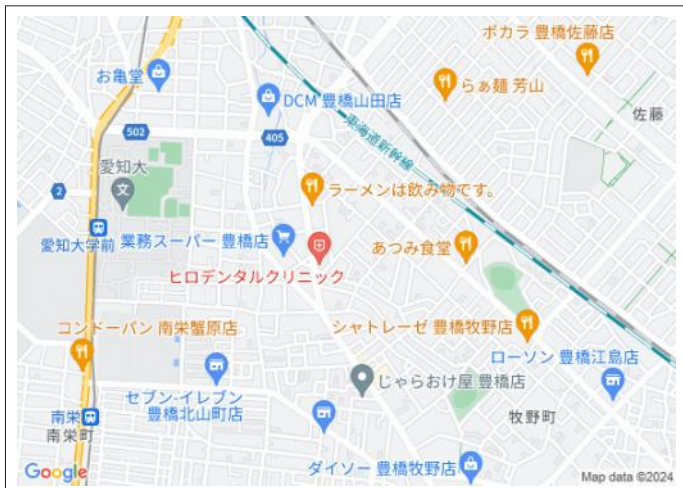 ポカラ 豊橋佐藤店
お亀堂
らぁ麺 芳山
DCM 豊橋山田店
佐藤
502
405
東海道新幹線
愛知大
2
ラーメンは飲み物です。
愛知大学前
業務スーパー 豊橋店
あつみ食堂
ヒロデンタルクリニック
コンドーパン 南栄蟹原店
シャトレーゼ 豊橋牧野店
ローソン 豊橋江島店
じゃらおけ屋 豊橋店
セブン-イレブン
豊橋北山町店
南栄
南栄町
牧野町
ダイソー 豊橋牧野店
Google
Map data ©2024